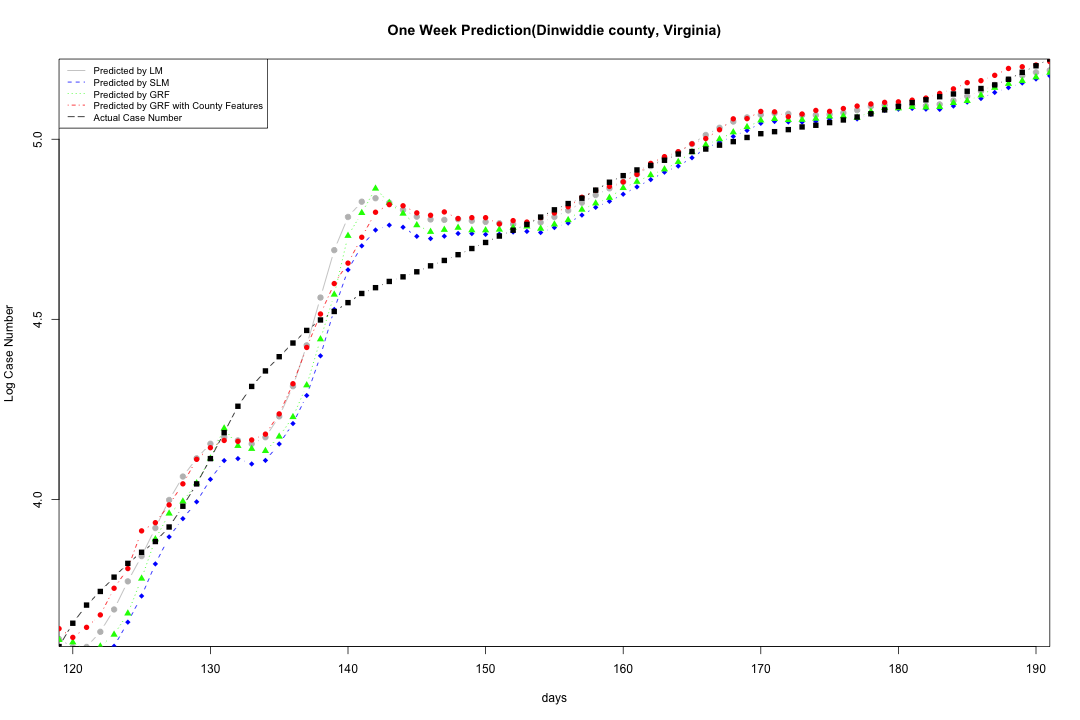 One Week Prediction(Dinwiddie county, Virginia)
Predicted by LM
Predicted by SLM
Predicted by GRF
Predicted by GRF with County Features
Actual Case Number
Log Case Number
5.0
4.5
4.0
120 130 140 150 160 170 180 190
days